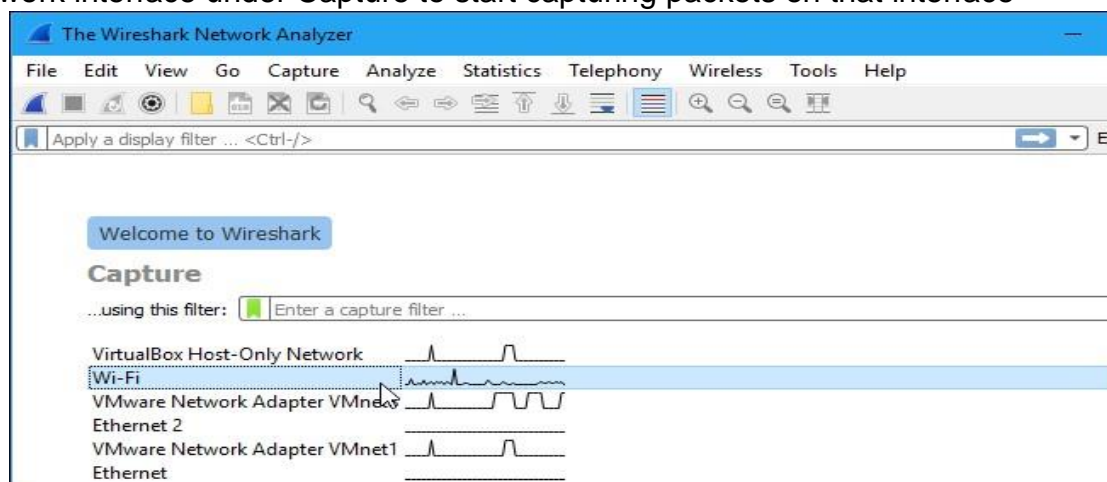 work interface under Capture to start capturing packets on that interface
The Wireshark Network Analyzer
File Edit View Go Capture Analyze Statistics Telephony Wireless Tools Help
Apply a display filter ... <Ctrl-/>
Welcome to Wireshark
Capture
...using this filter: Enter a capture filter ...
VirtualBox Host-Only Network
Wi-Fi
VMware Network Adapter
Ethernet 2
VMware Network Adapter VMnet1
Ethernet